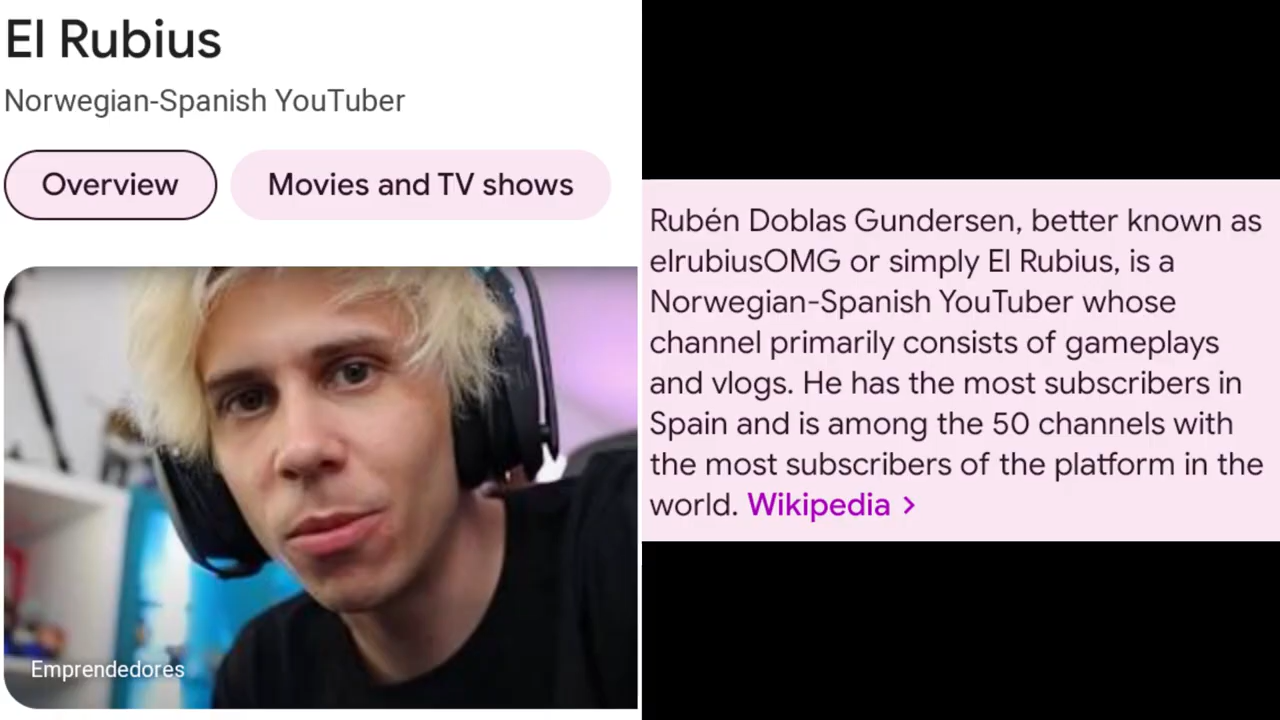 El Rubius
Norwegian-Spanish YouTuber
Overview
Movies and TV shows
Emprendedores
Rubén Doblas Gundersen, better known as
elrubiusOMG or simply El Rubius, is a
Norwegian-Spanish YouTuber whose
channel primarily consists of gameplays
and vlogs. He has the most subscribers in
Spain and is among the 50 channels with
the most subscribers of the platform in the
world. Wikipedia >